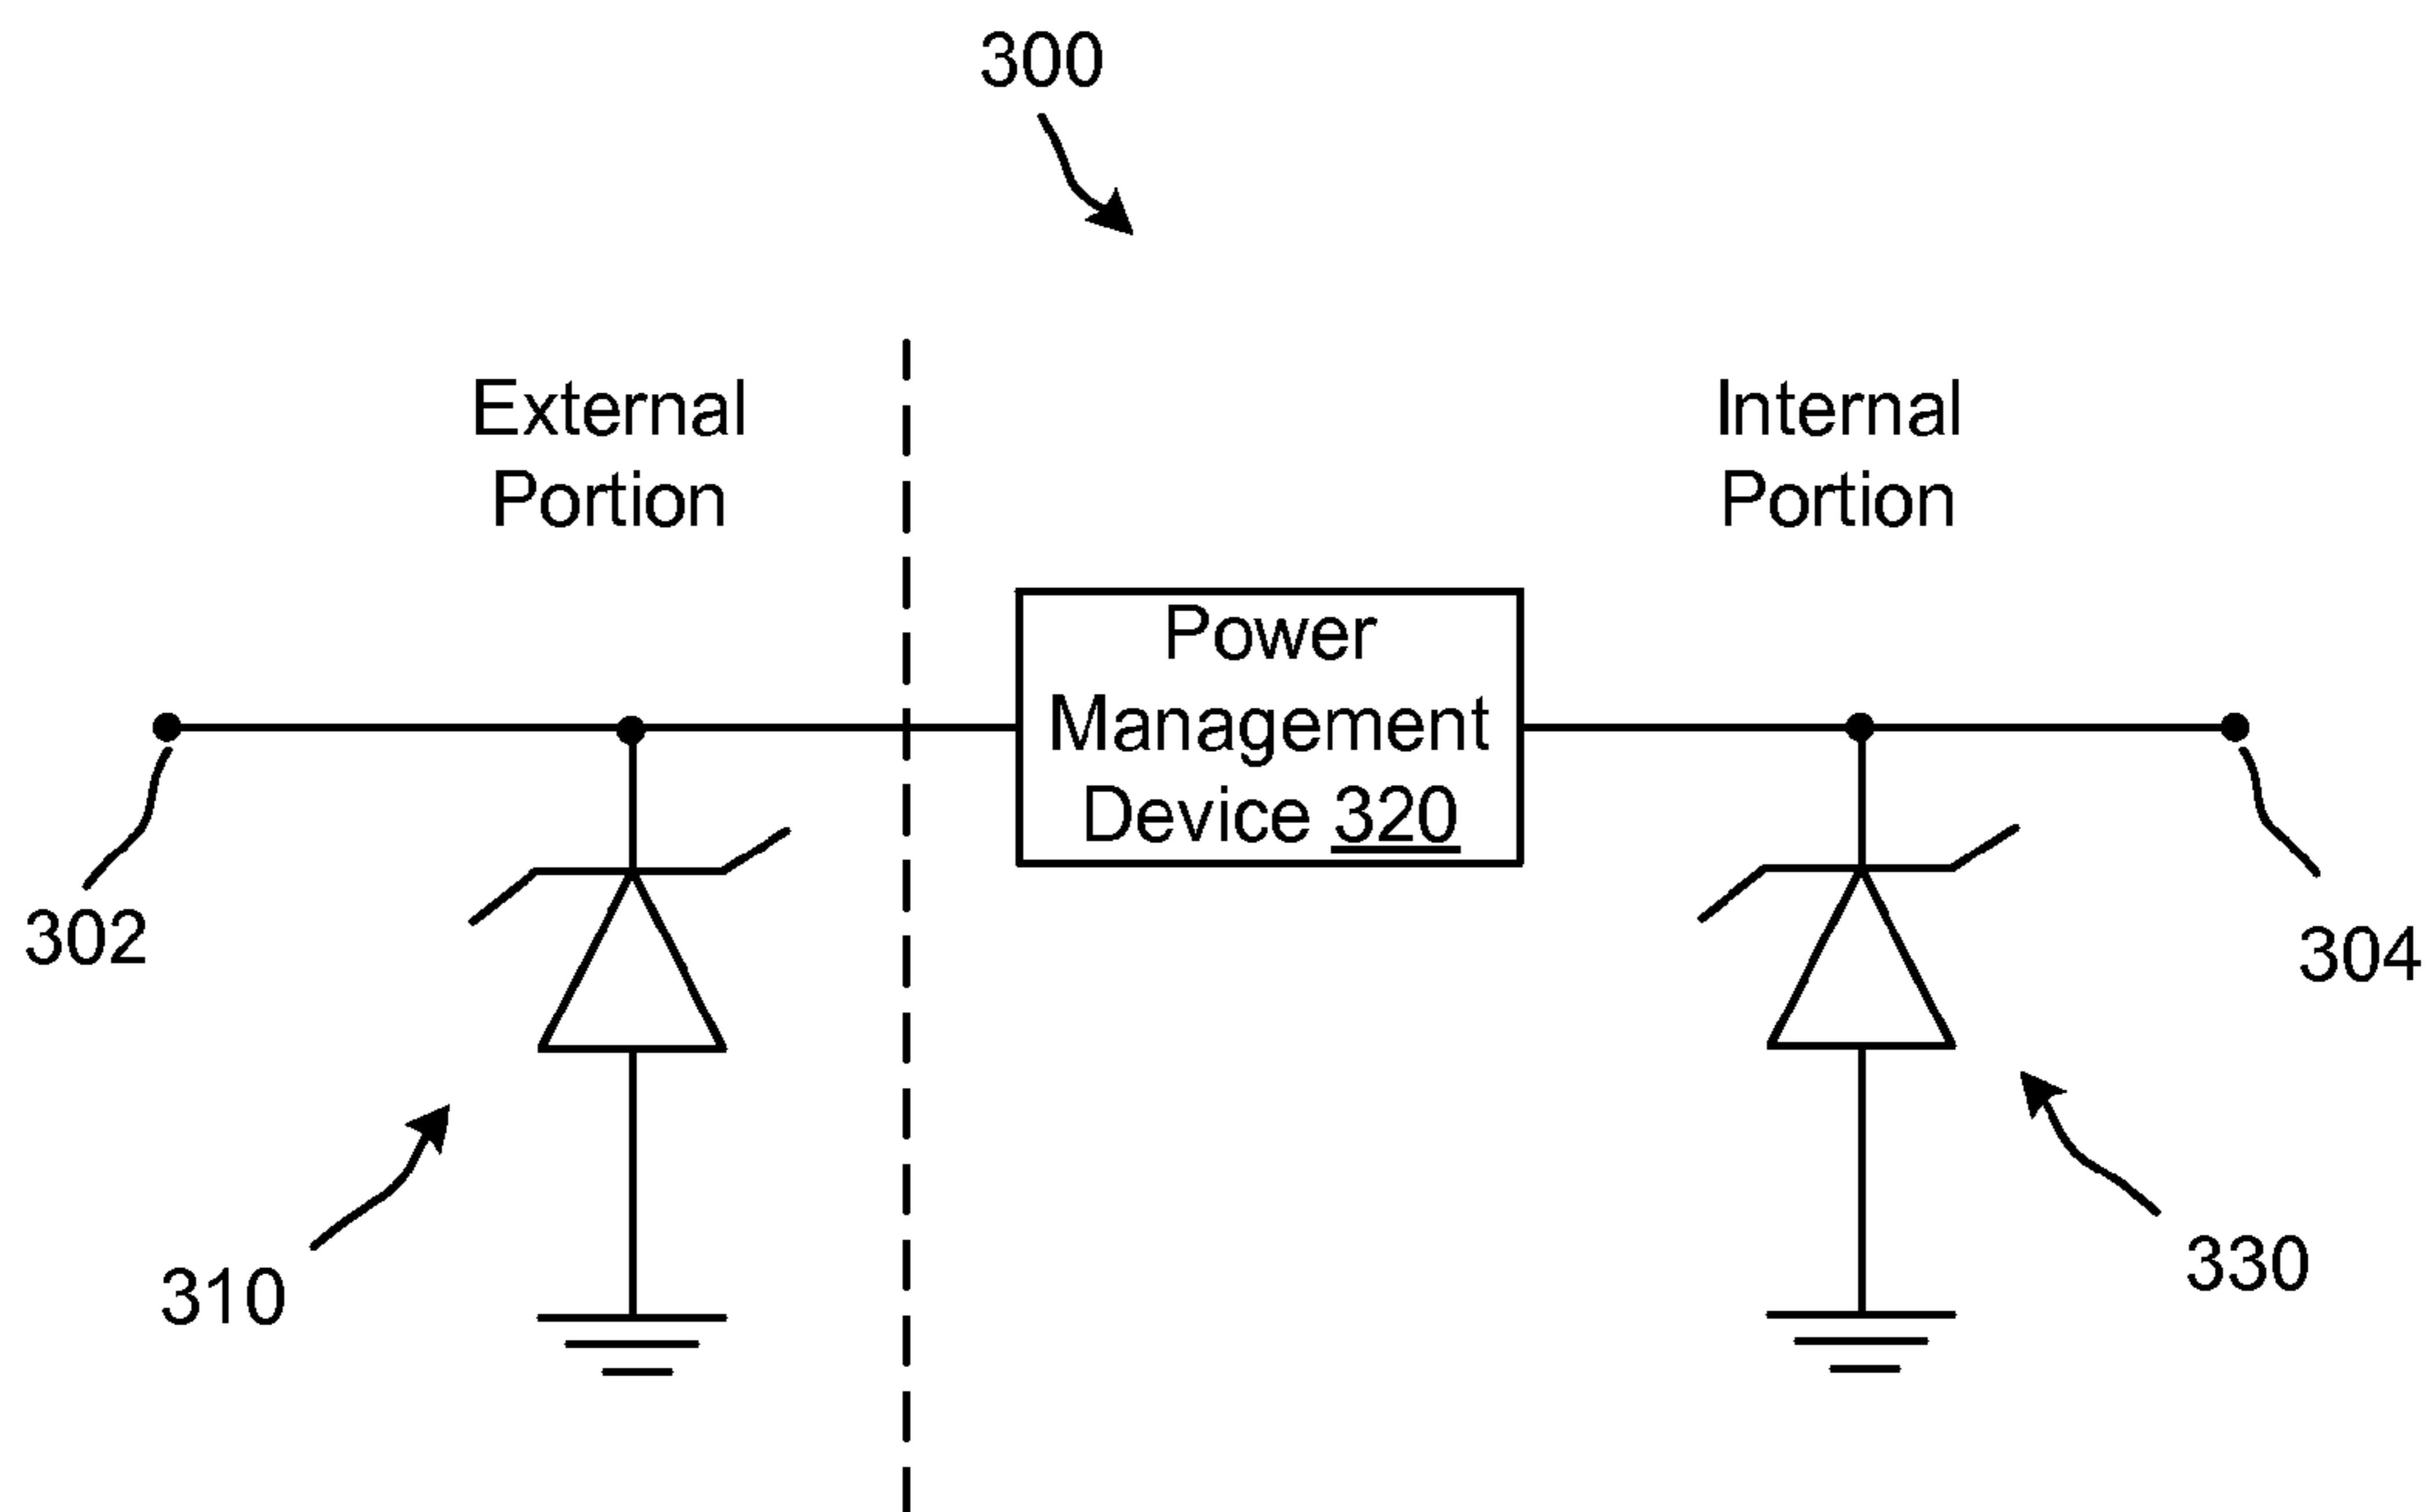 300
External
Portion
Internal
Portion
Power
Management
Device 320
302
304
310
330